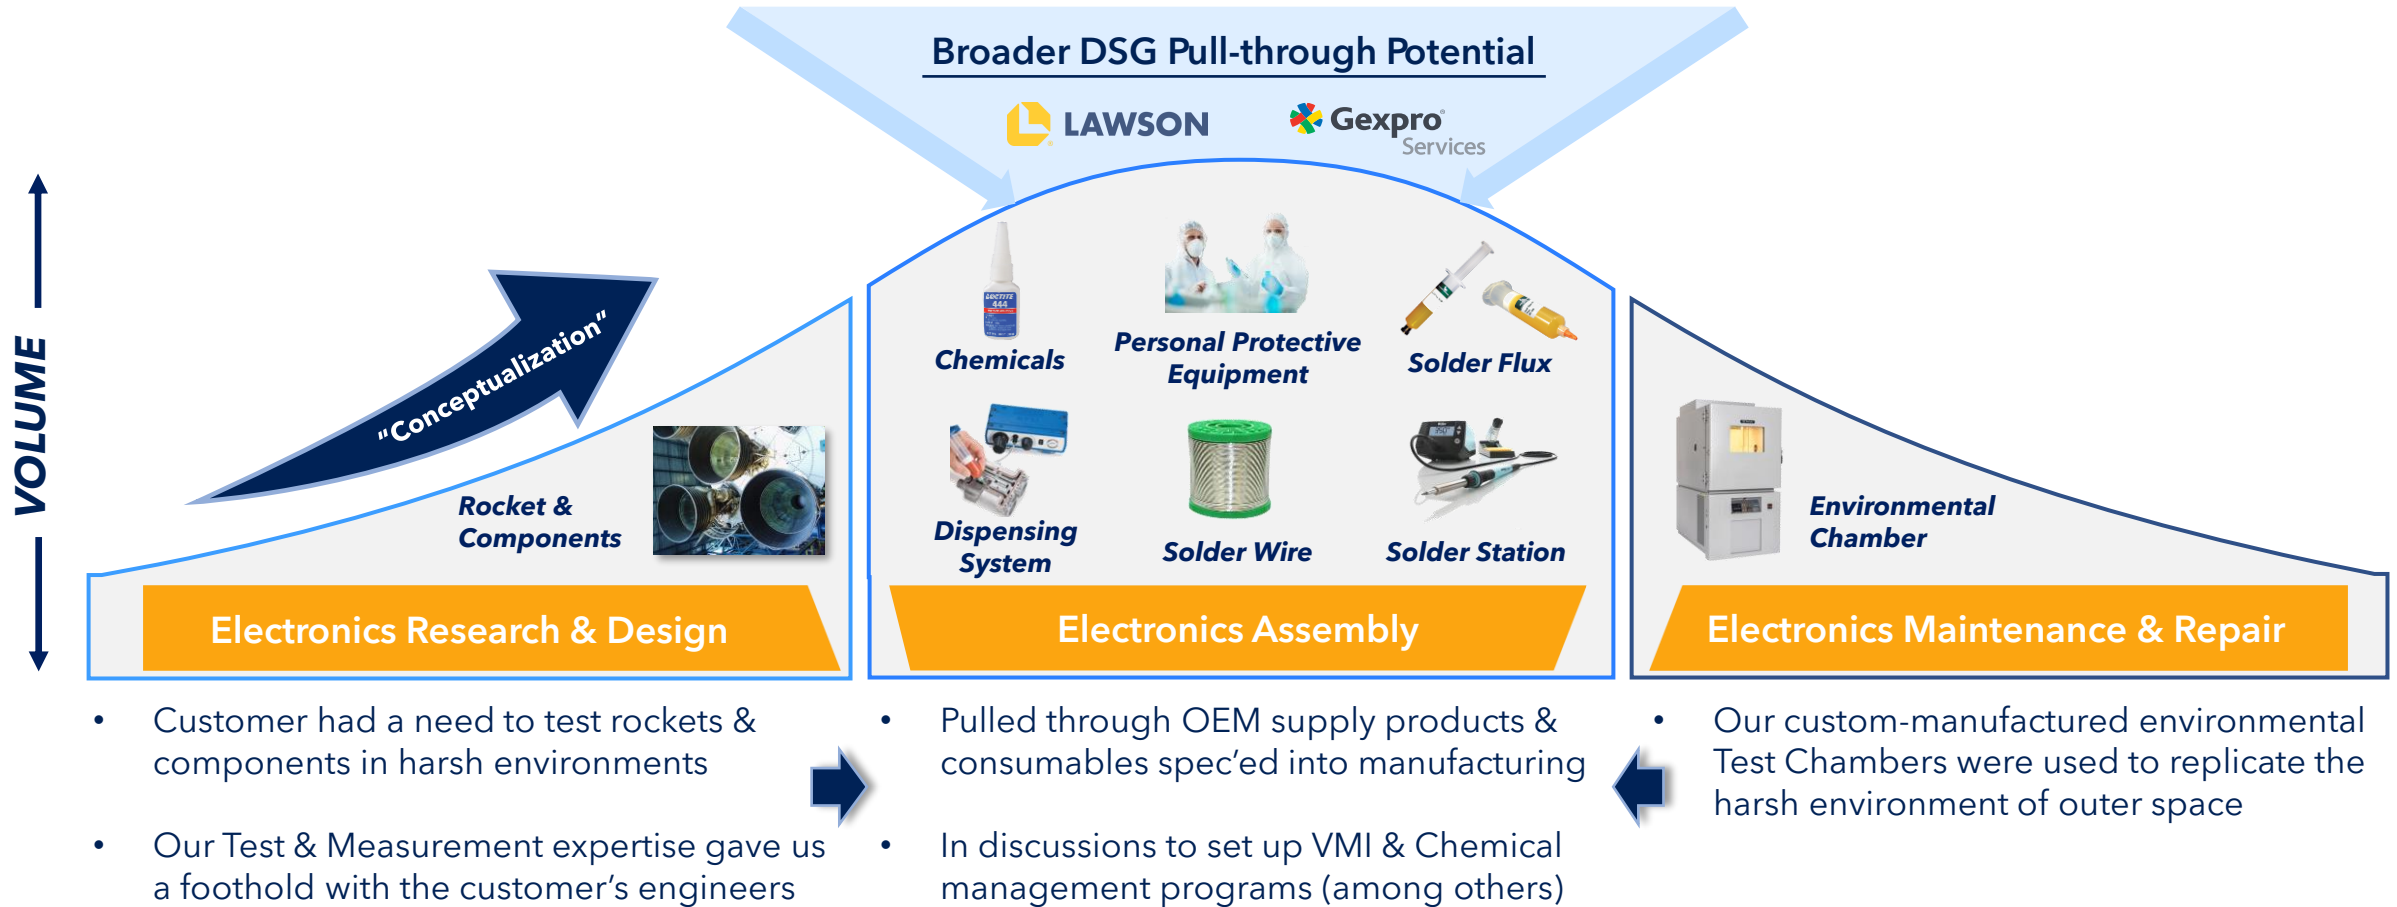 Broader DSG Pull-through Potential
LAWSON
Gexpro
Services
VOLUME
"Conceptualization"
Rocket &
Components
LOCTITE
444
Chemicals
Personal Protective
Equipment
Solder Flux
Dispensing
System
Solder Wire
Solder Station
Environmental
Chamber
Electronics Research & Design
Electronics Assembly
Electronics Maintenance & Repair
• Customer had a need to test rockets &
components in harsh environments
• Our Test & Measurement expertise gave us
a foothold with the customer’s engineers
• Pulled through OEM supply products &
consumables spec’ed into manufacturing
• In discussions to set up VMI & Chemical
management programs (among others)
• Our custom-manufactured environmental
Test Chambers were used to replicate the
harsh environment of outer space